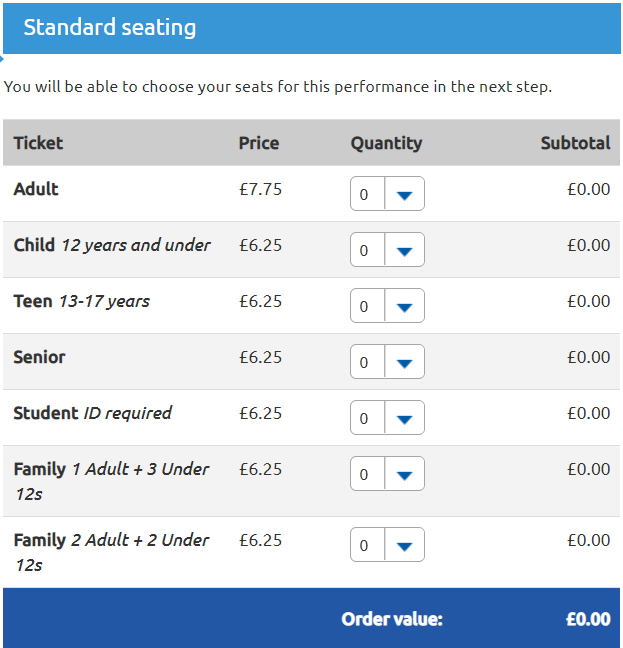 Standard seating
You will be able to choose your seats for this performance in the next step.
Ticket Price Quantity Subtotal
Adult £7.75 0 £0.00
Child 12 years and under £6.25 0 £0.00
Teen 13-17 years £6.25 0 £0.00
Senior £6.25 0 £0.00
Student ID required £6.25 0 £0.00
Family 1 Adult + 3 Under £6.25 0 £0.00
12s
Family 2 Adult + 2 Under £6.25 0 £0.00
12s
Order value: £0.00